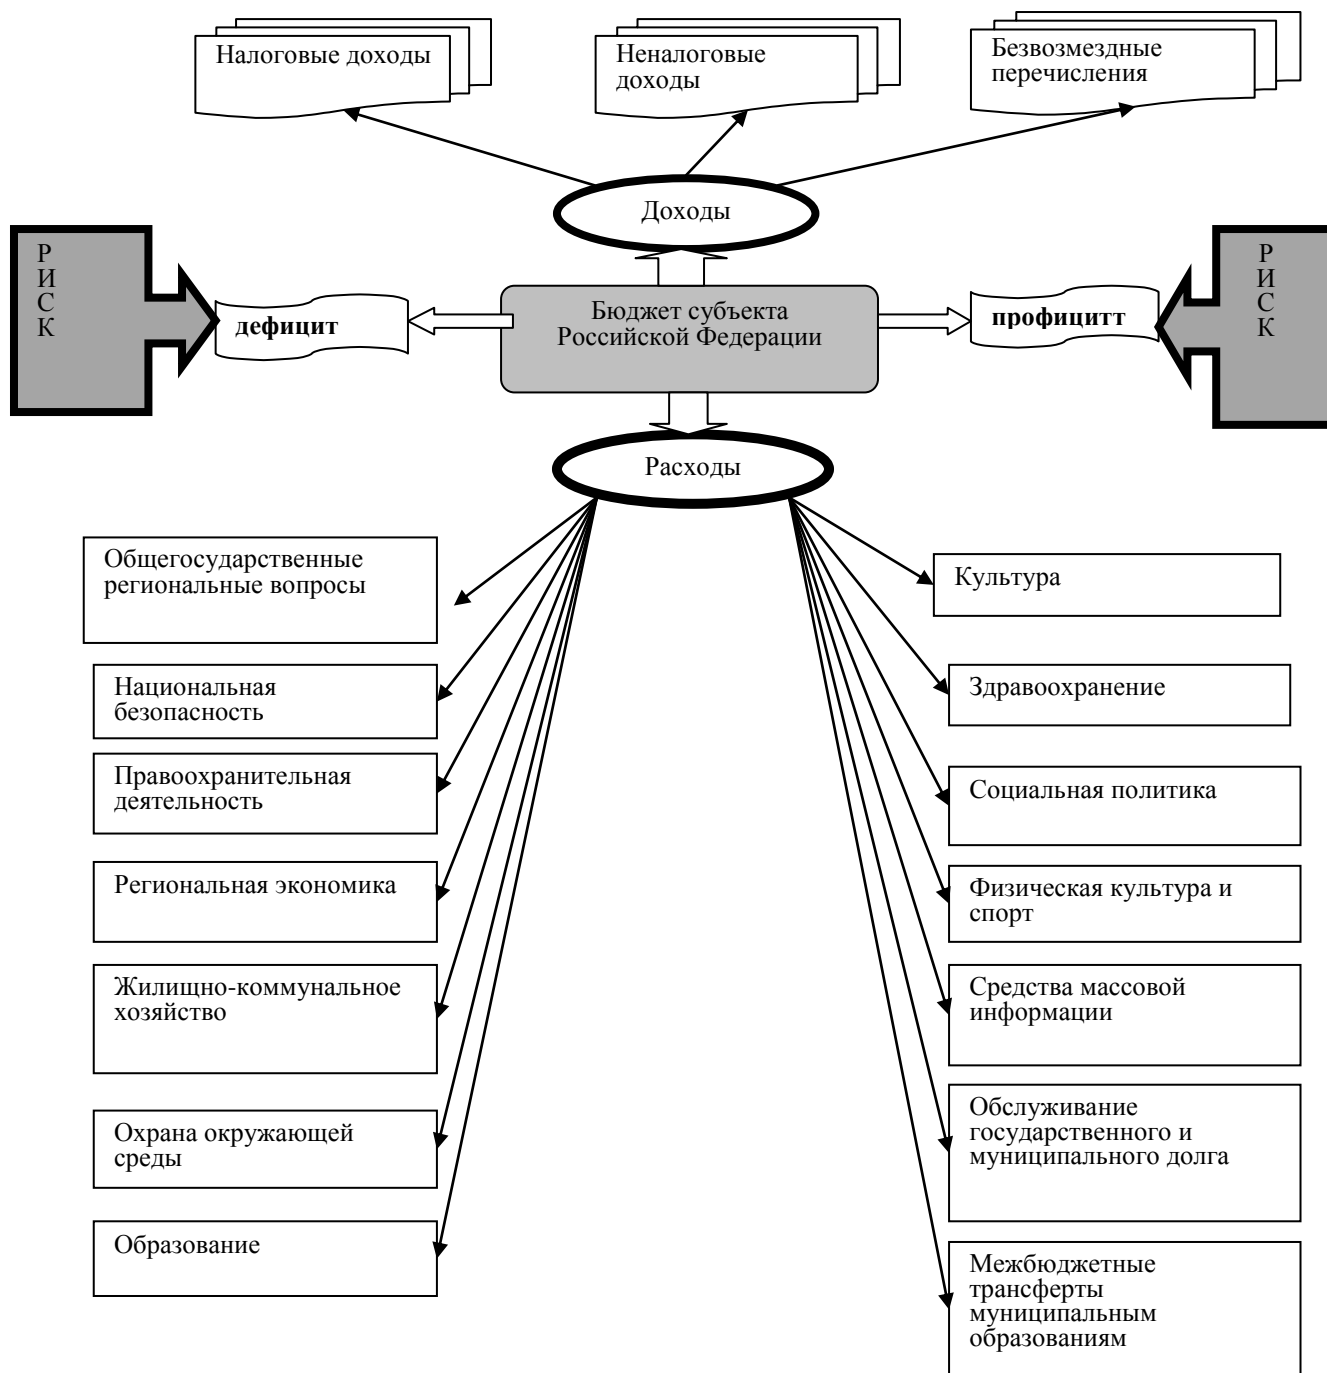 Налоговые доходы
Неналоговые
доходы
Безвозмездные
перечисления
Доходы
Р
И
С
К
дефицит
Бюджет субъекта
Российской Федерации
профицитт
Р
И
С
К
Расходы
Общегосударственные
региональные вопросы
Национальная
безопасность
Правоохранительная
деятельность
Региональная экономика
Жилищно-коммунальное
хозяйство
Охрана окружающей
среды
Образование
Культура
Здравоохранение
Социальная политика
Физическая культура и
спорт
Средства массовой
информации
Обслуживание
государственного и
муниципального долга
Межбюджетные
трансферты
муниципальным
образованиям